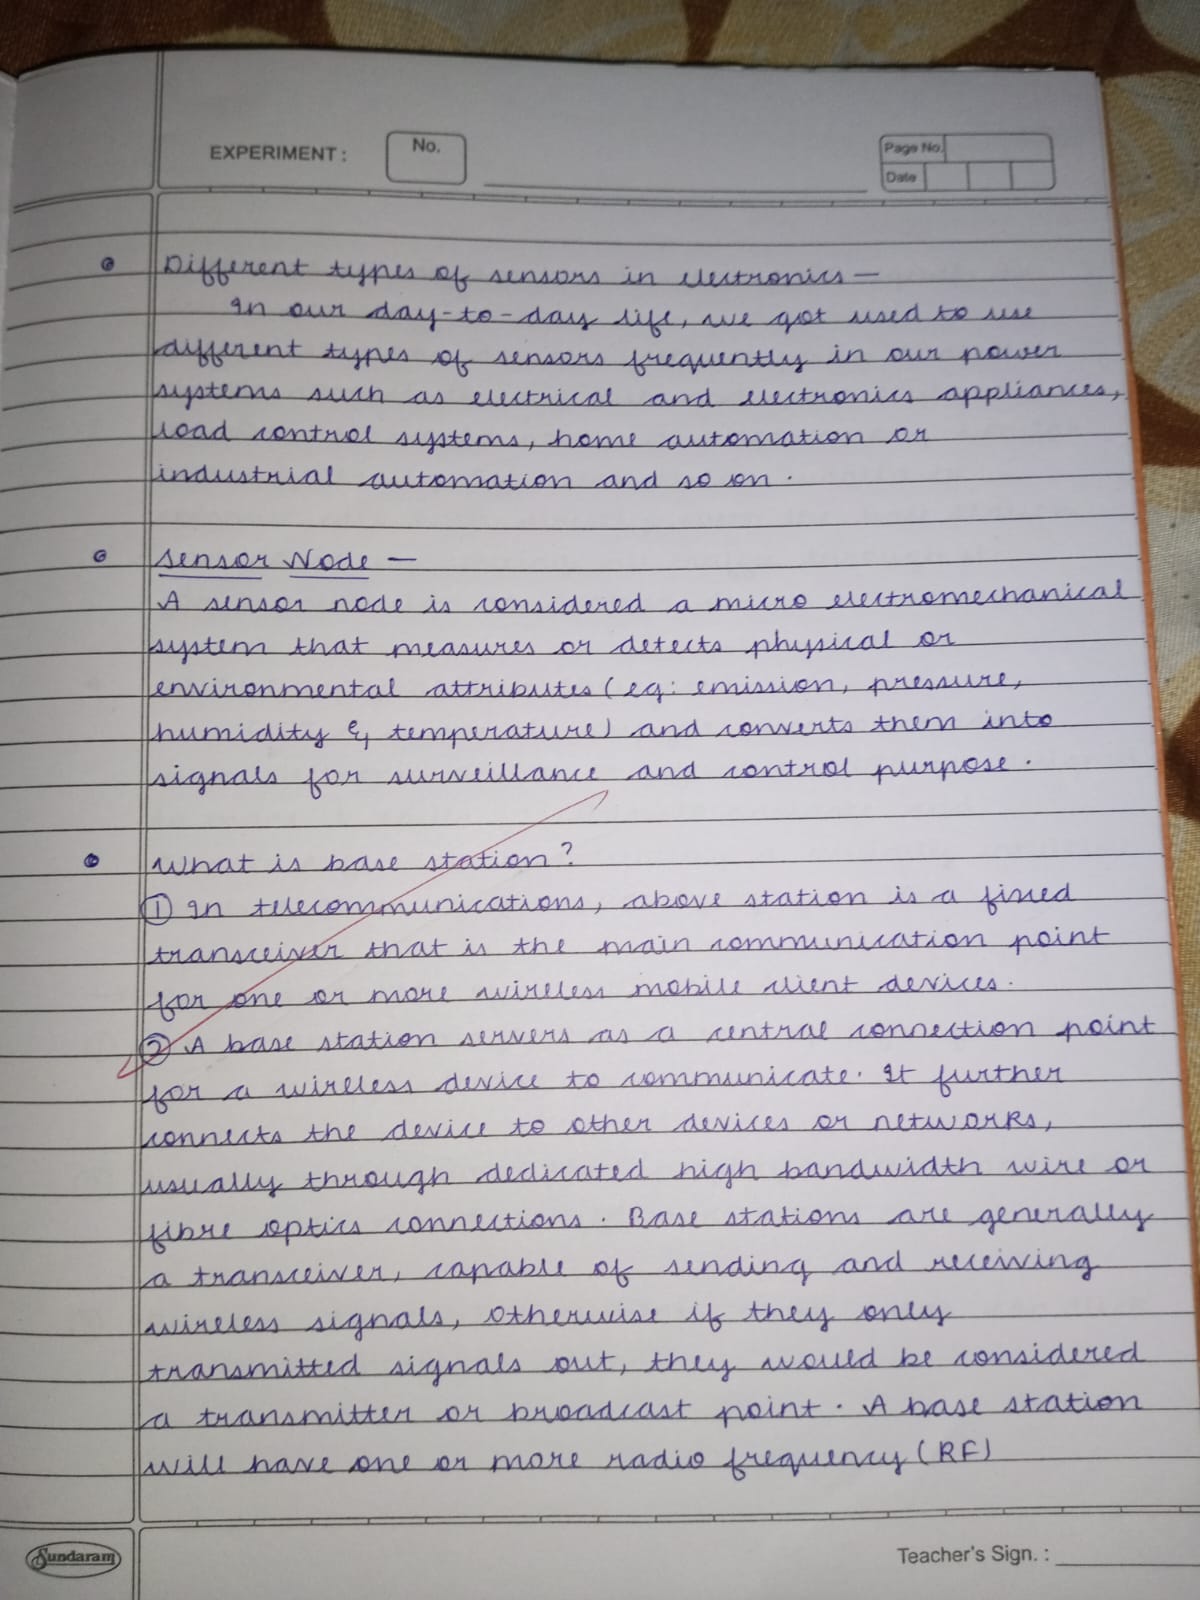 EXPERIMENT :
No.
Page No.
Date
Different types of sensors in electronics —
In our day-to-day life, we got used to use
different types of sensors frequently in our power
systems such as electrical and electronics appliances,
load control systems, home automation or
industrial automation and so on.
Sensor Node —
A sensor node is considered a micro electromechanical
system that measures or detects physical or
environmental attributes (eg: emission, pressure,
humidity & temperature) and converts them into
signals for surveillance and control purpose.
What is base station?
① In telecommunications, above station is a fixed
transceiver that is the main communication point
for one or more wireless mobile client devices.
② A base station servers as a central connection point
for a wireless device to communicate. It further
connects the device to other devices or networks,
usually through dedicated high bandwidth wire or
fibre optics connections. Base stations are generally
a transceiver, capable of sending and receiving
wireless signals, otherwise if they only
transmitted signals out, they would be considered
a transmitter or broadcast point. A base station
will have one or more radio frequency (RF)
Sundaram
Teacher's Sign. :